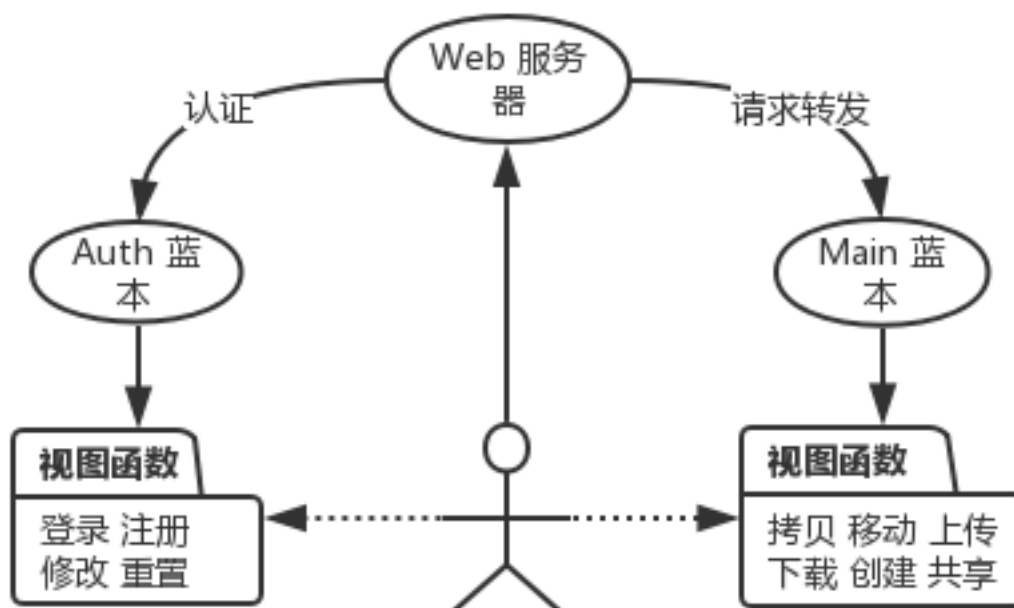 Web 服务
器
认证
请求转发
Auth 蓝
本
Main 蓝
本
视图函数
登录 注册
修改 重置
视图函数
拷贝 移动 上传
下载 创建 共享